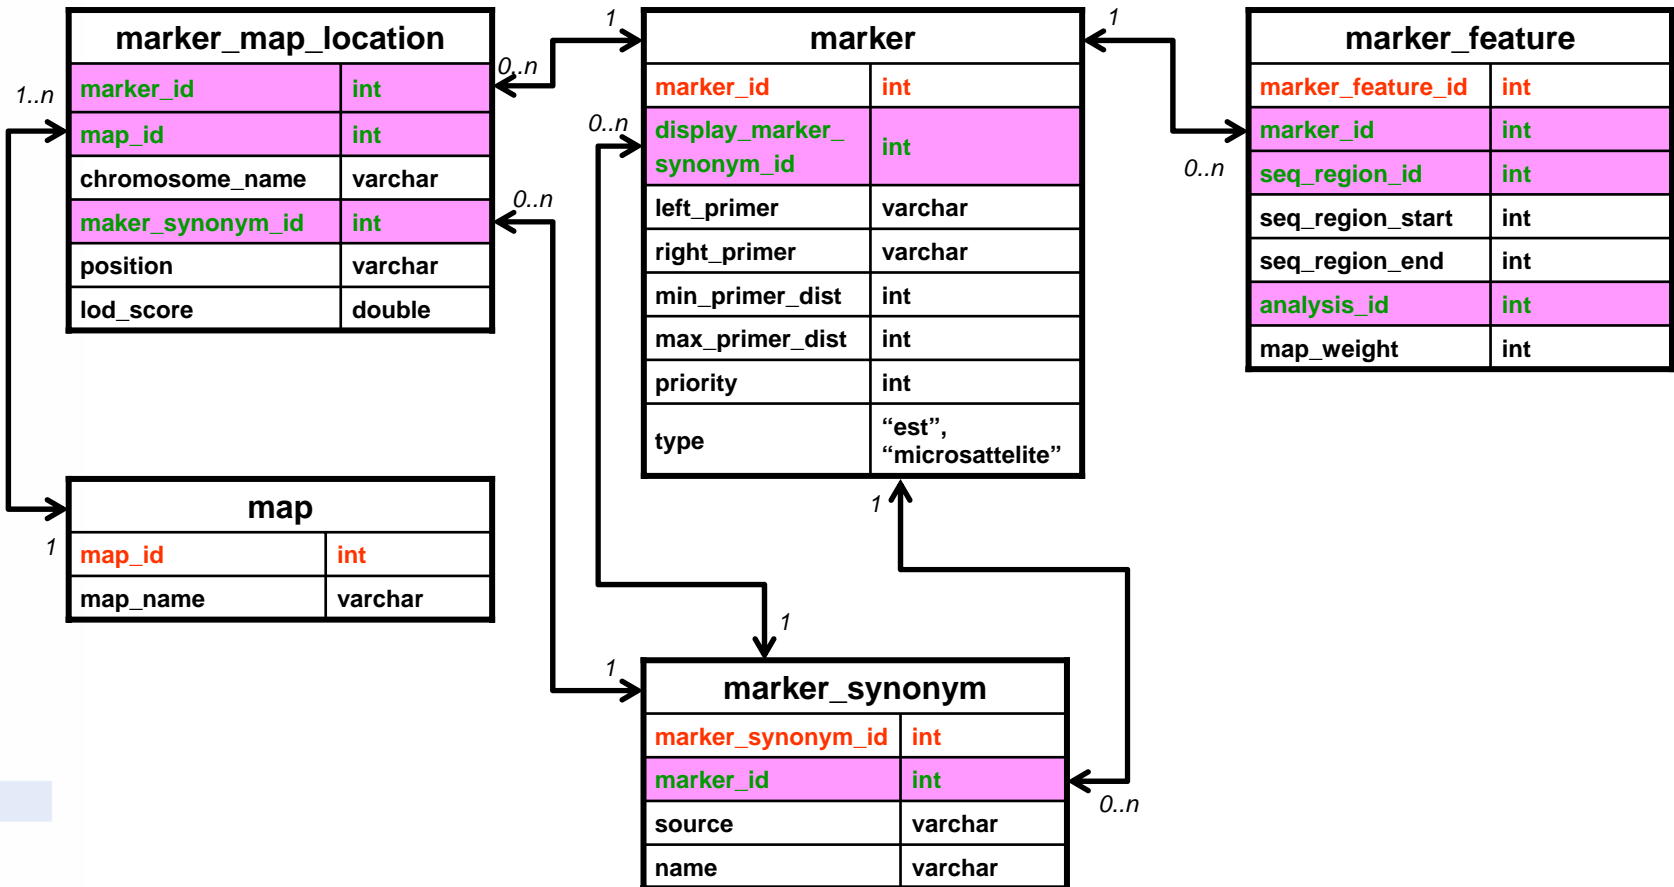 marker_map_location
marker_id int
map_id int
chromosome_name varchar
maker_synonym_id int
position varchar
lod_score double
1..n
0..n
0..n
1
map
map_id int
map_name varchar
1
marker
marker_id int
display_marker_
synonym_id int
left_primer varchar
right_primer varchar
min_primer_dist int
max_primer_dist int
priority int
type “est”,
“microsattelite”
0..n
1
1
marker_feature
marker_feature_id int
marker_id int
seq_region_id int
seq_region_start int
seq_region_end int
analysis_id int
map_weight int
0..n
1
1
1
marker_synonym
marker_synonym_id int
marker_id int
source varchar
name varchar
0..n